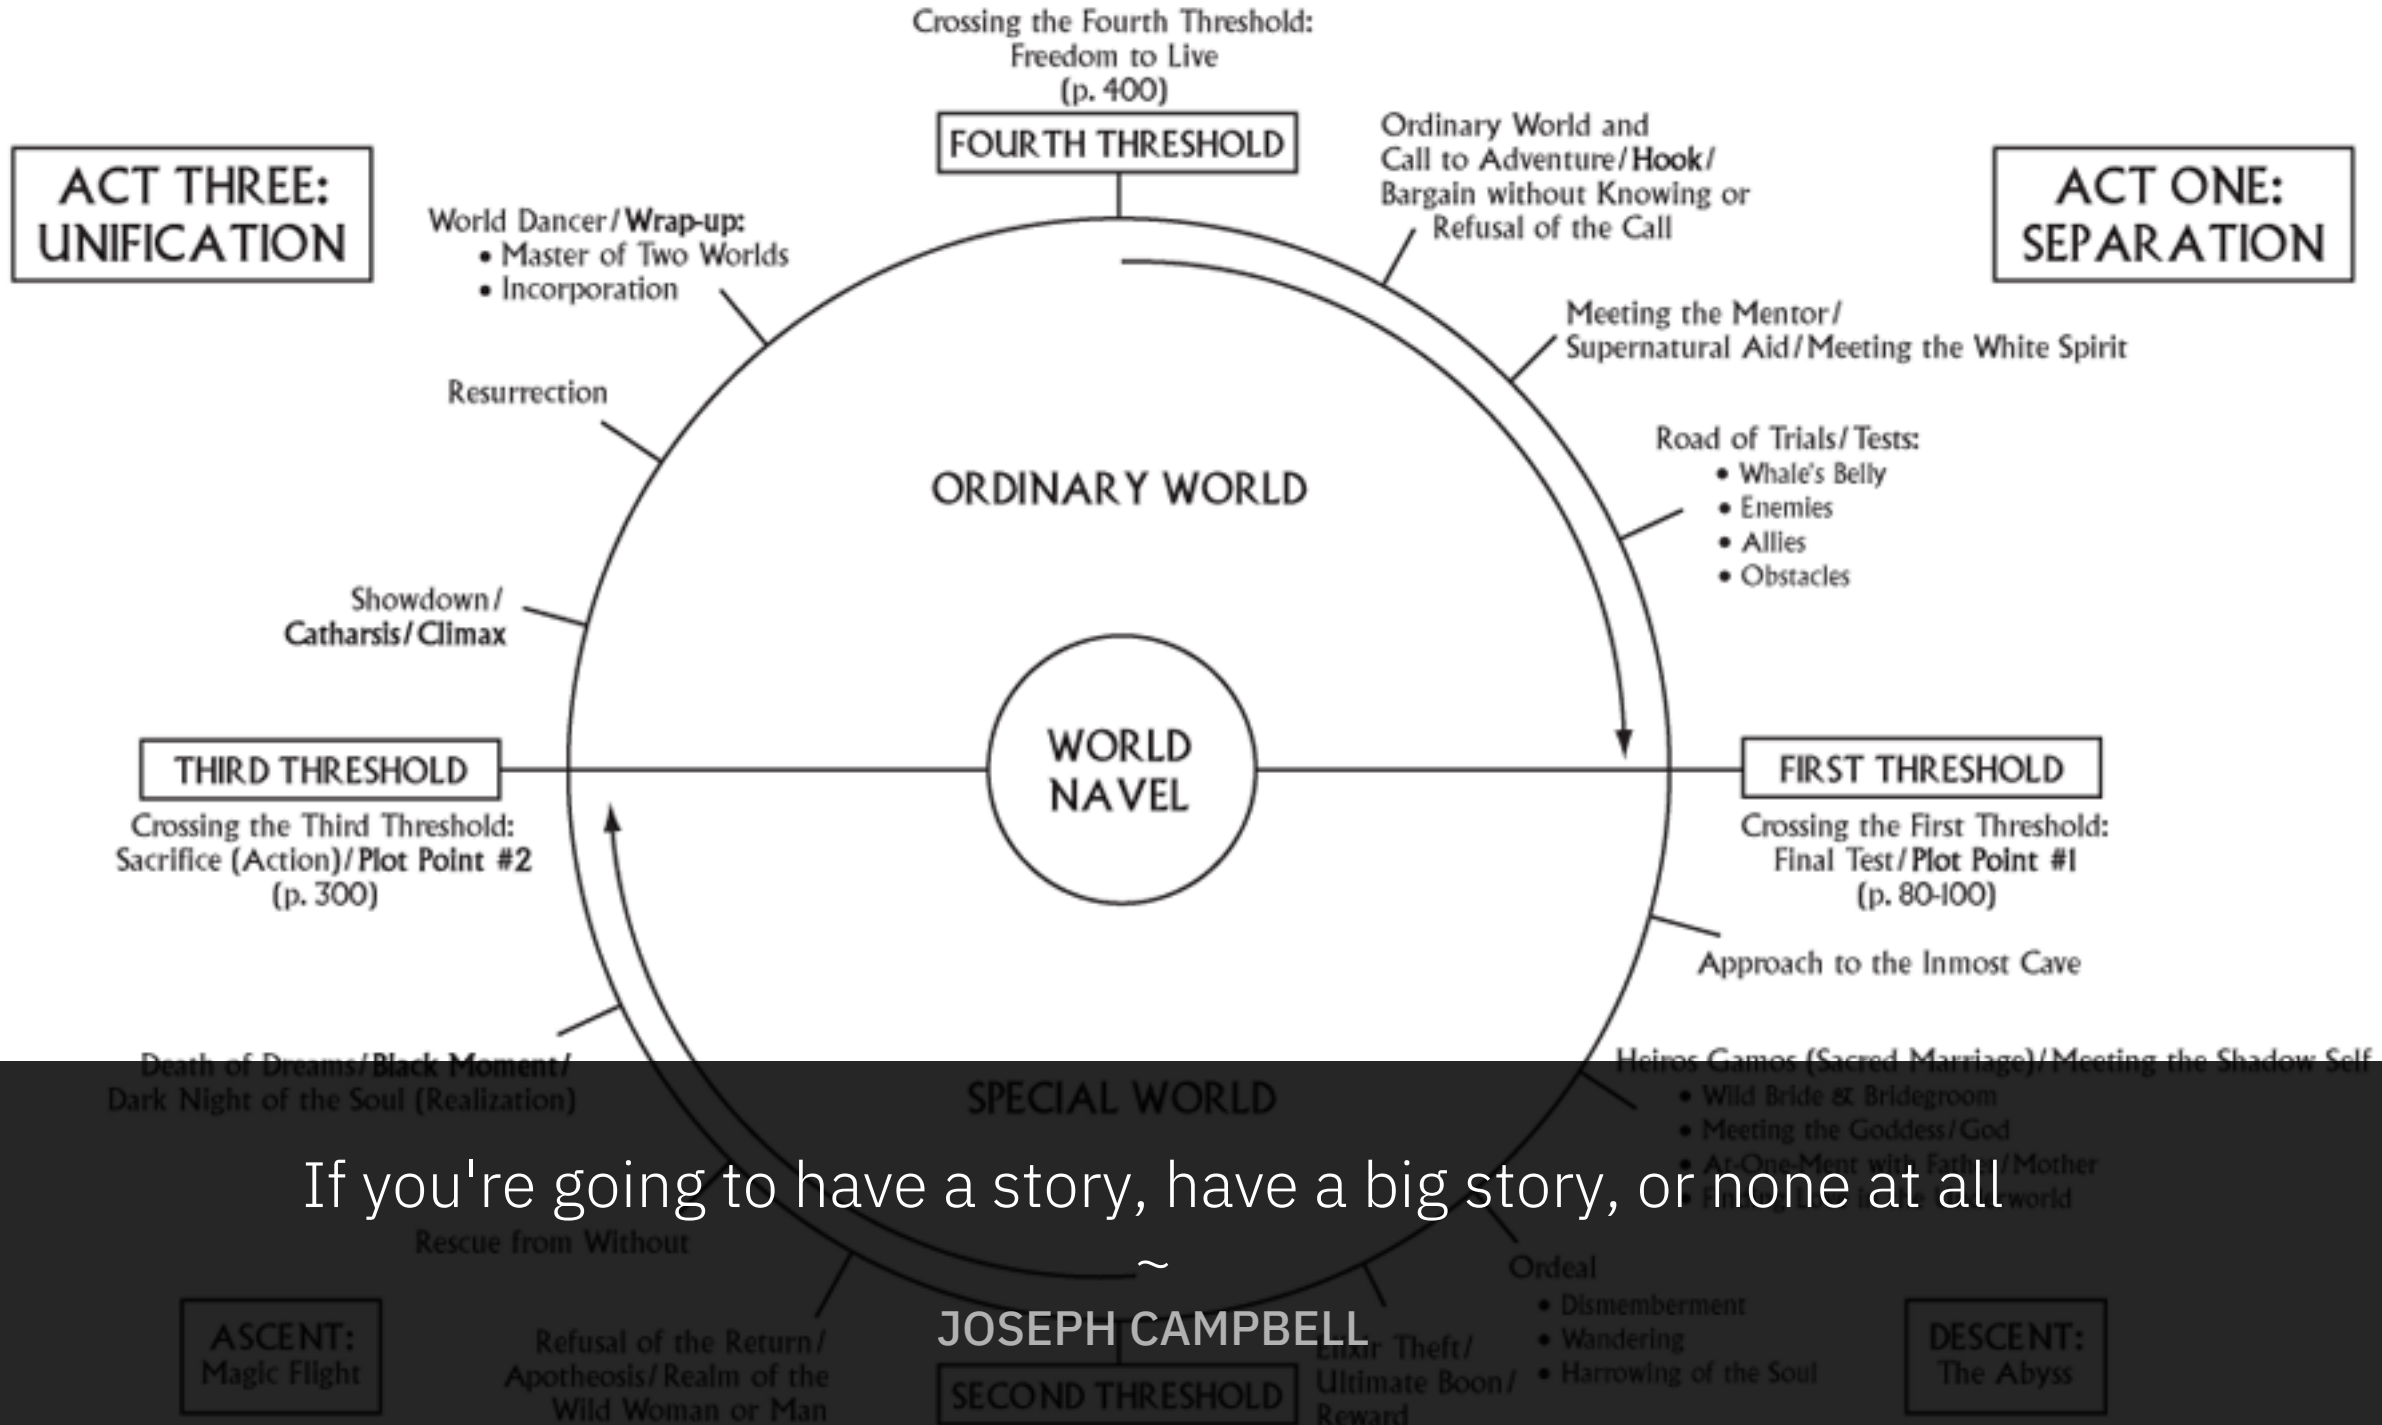 Crossing the Fourth Threshold:
Freedom to Live
(p. 400)
FOURTH THRESHOLD
ACT THREE:
UNIFICATION
ACT ONE:
SEPARATION
Ordinary World and
Call to Adventure/Hook/
Bargain without Knowing or
Refusal of the Call
World Dancer/Wrap-up:
• Master of Two Worlds
• Incorporation
Meeting the Mentor/
Supernatural Aid/Meeting the White Spirit
Resurrection
Road of Trials/Tests:
• Whale's Belly
• Enemies
• Allies
• Obstacles
ORDINARY WORLD
Showdown/
Catharsis/Climax
WORLD
NAVEL
THIRD THRESHOLD
Crossing the Third Threshold:
Sacrifice (Action)/Plot Point #2
(p. 300)
FIRST THRESHOLD
Crossing the First Threshold:
Final Test/Plot Point #1
(p. 80-100)
Approach to the Inmost Cave
Death of Dreams/Black Moment/
Dark Night of the Soul (Realization)
SPECIAL WORLD
Heiros Gamos (Sacred Marriage)/Meeting the Shadow Self
• Wild Bride & Bridegroom
• Meeting the Goddess/God
• At-One-Ment with Father/Mother
If you're going to have a story, have a big story, or none at all
~
JOSEPH CAMPBELL
Rescue from Without
Ordeal
• Dismemberment
• Wandering
• Harrowing of the Soul
ASCENT:
Magic Flight
Refusal of the Return/
Apotheosis/Realm of the
Wild Woman or Man
SECOND THRESHOLD
Elixir Theft/
Ultimate Boon/
Reward
DESCENT:
The Abyss